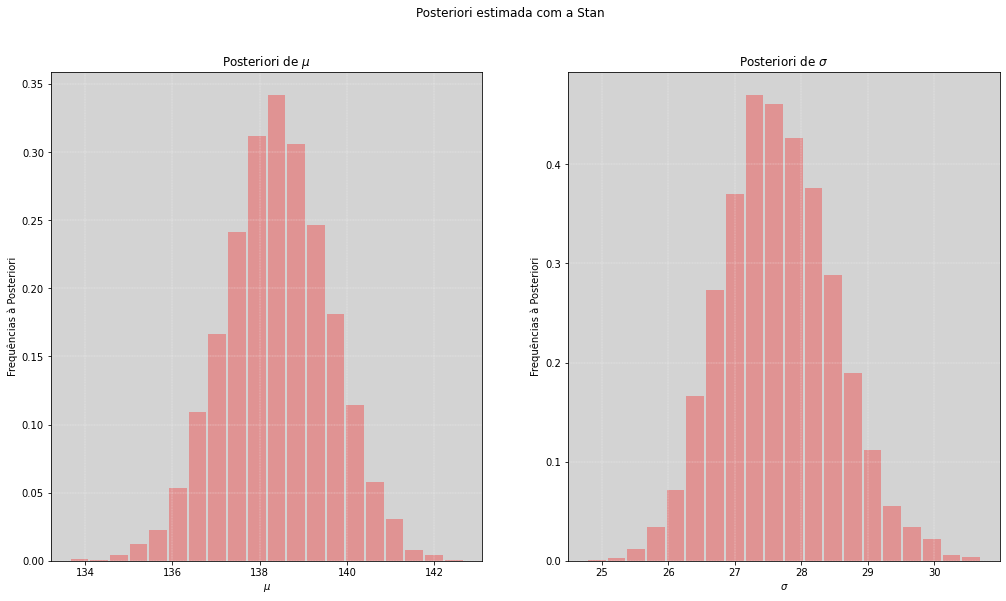 Posteriori estimada com a Stan
Posteriori de μ
Frequências à Posteriori
0.35
0.30
0.25
0.20
0.15
0.10
0.05
0.00
134 136 138 140 142
μ
Posteriori de σ
Frequências à Posteriori
0.4
0.3
0.2
0.1
0.0
25 26 27 28 29 30
σ